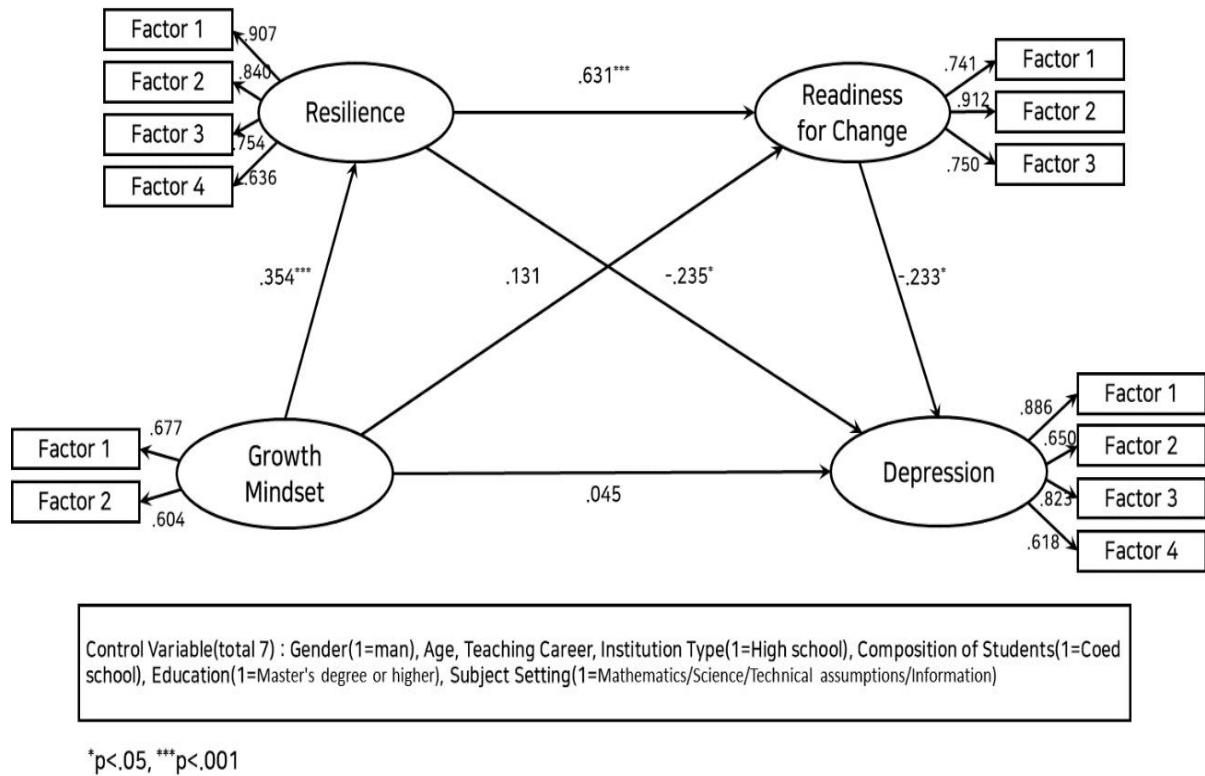 Factor 1
.907
Factor 2
.840
Factor 3
.754
Factor 4
.636
Resilience
.631***
Readiness
for Change
.741
Factor 1
.912
Factor 2
.750
Factor 3
.354***
.131
-.235*
-.233*
Factor 1
.677
Factor 2
.604
Growth
Mindset
.045
Depression
.886
Factor 1
.650
Factor 2
.823
Factor 3
.618
Factor 4
Control Variable(total 7) : Gender(1=man), Age, Teaching Career, Institution Type(1=High school), Composition of Students(1=Coed
school), Education(1=Master's degree or higher), Subject Setting(1=Mathematics/Science/Technical assumptions/Information)
*p<.05, ***p<.001